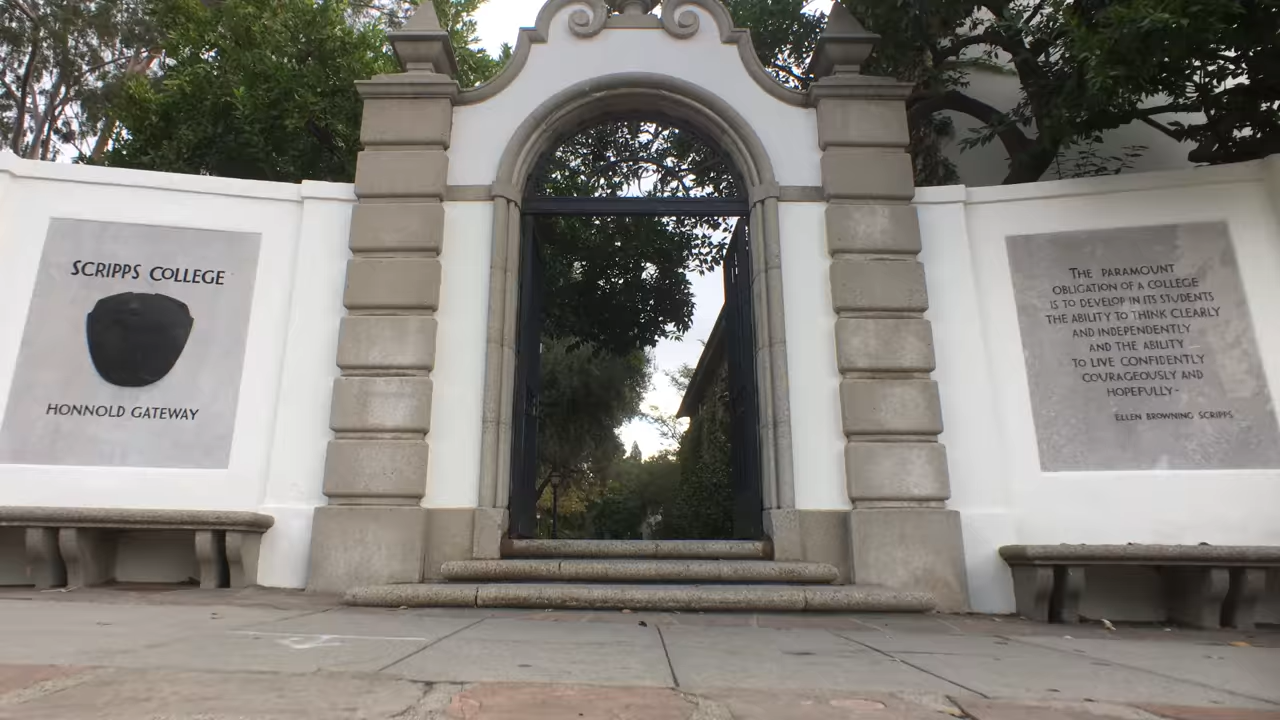 SCRIPPS COLLEGE
HONNOLD GATEWAY
THE PARAMOUNT
OBLIGATION OF A COLLEGE
IS TO DEVELOP IN ITS STUDENTS
THE ABILITY TO THINK CLEARLY
AND INDEPENDENTLY
AND THE ABILITY
TO LIVE CONFIDENTLY
COURAGEOUSLY AND
HOPEFULLY-
ELLEN BROWNING SCRIPPS